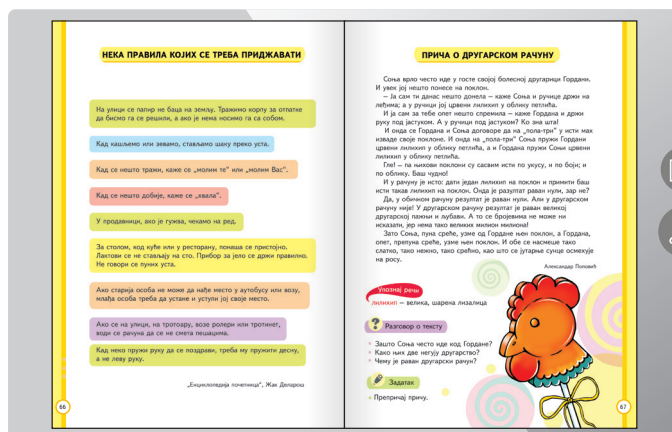 НЕКА ПРАВИЛА КОЈИХ СЕ ТРЕБА ПРИДЖАВАТИ
На улици се папир не баца на земљу. Тражимо корпу за отпатке
да бисмо га се решили, а ако је нема носимо га са собом.
Кад кашљемо или зевамо, стављамо шаку преко уста.
Кад се нешто тражи, каже се „молим те” или „молим Вас”.
Кад се нешто добије, каже се „хвала”.
У продавници, ако је гужва, чекамо на ред.
За столом, код куће или у ресторану, понаша се пристојно.
Лактови се не стављају на сто. Прибор за јело се држи правилно.
Не говори се пуних уста.
Ако старија особа не може да нађе место у аутобусу или возу,
млађа особа треба да устане и уступи јој своје место.
Ако се на улици, на тротоару, возе ролери или тротинет,
води се рачуна да се не смета пешацима.
Кад неко пружи руку да се поздрави, треба му пружити десну,
а не леву руку.
„Енциклопедија почетница”, Жак Деларош
66
ПРИЧА О ДРУГАРСКОМ РАЧУНУ
Соња врло често иде у госте својој болесној другарици Гордани.
И увек јој нешто понесе на поклон.
– Ја сам ти данас нешто донела – каже Соња и ручице држи на
леђима; а у ручици јој црвени лилихип у облику петлића.
И ја сам за тебе опет нешто спремила – каже Гордана и држи
руку под јастуком. А у ручици под јастуком? Ко зна шта!
И онда се Гордана и Соња договоре да на „пола-три” у исти мах
изваде своје поклоне. И онда на „пола-три” Соња пружи Гордани
црвени лилихип у облику петлића, а и Гордана пружи Соњи црвени
лилихип у облику петлића.
Гле! – па њихови поклони су сасвим исти по укусу, и по боји; и
по облику. Баш чудно!
И у рачуну је исто: дати један лилихип на поклон и примити баш
исти такав лилихип на поклон. Онда је резултат раван нули, зар не?
Да, у обичном рачуну резултат је раван нули. Али у другарском
рачуну није! У другарском рачуну резултат је раван великој
другарској пажњи и љубави. А то се бројевима не може ни
исказати, јер нема тако великих милион милиона!
Зато Соња, пуна среће, узме од Гордане њен поклон, а Гордана,
опет, препуна среће, узме њен поклон. И обе се насмеше тако
слатко, тако нежно, тако срећно, као што се јутарње сунце осмехује
на росу.
Александар Поповић
Упознај речи
лилихип – велика, шарена лизалица
Разговор о тексту
Зашто Соња често иде код Гордане?
Како њих две негују другарство?
Чему је раван другарски рачун?
Задатак
Препричај причу.
67